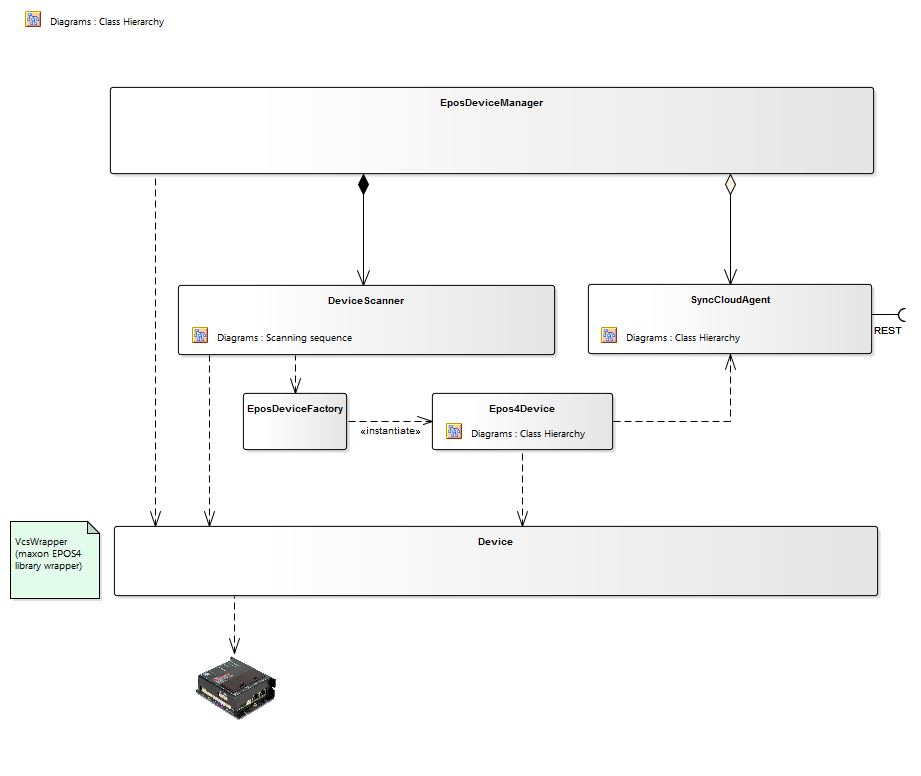 Diagrams : Class Hierarchy
EposDeviceManager
DeviceScanner
Diagrams : Scanning sequence
SyncCloudAgent
Diagrams : Class Hierarchy
REST
EposDeviceFactory
«instantiate»
Epos4Device
Diagrams : Class Hierarchy
VcsWrapper
(maxon EPOS4
library wrapper)
Device